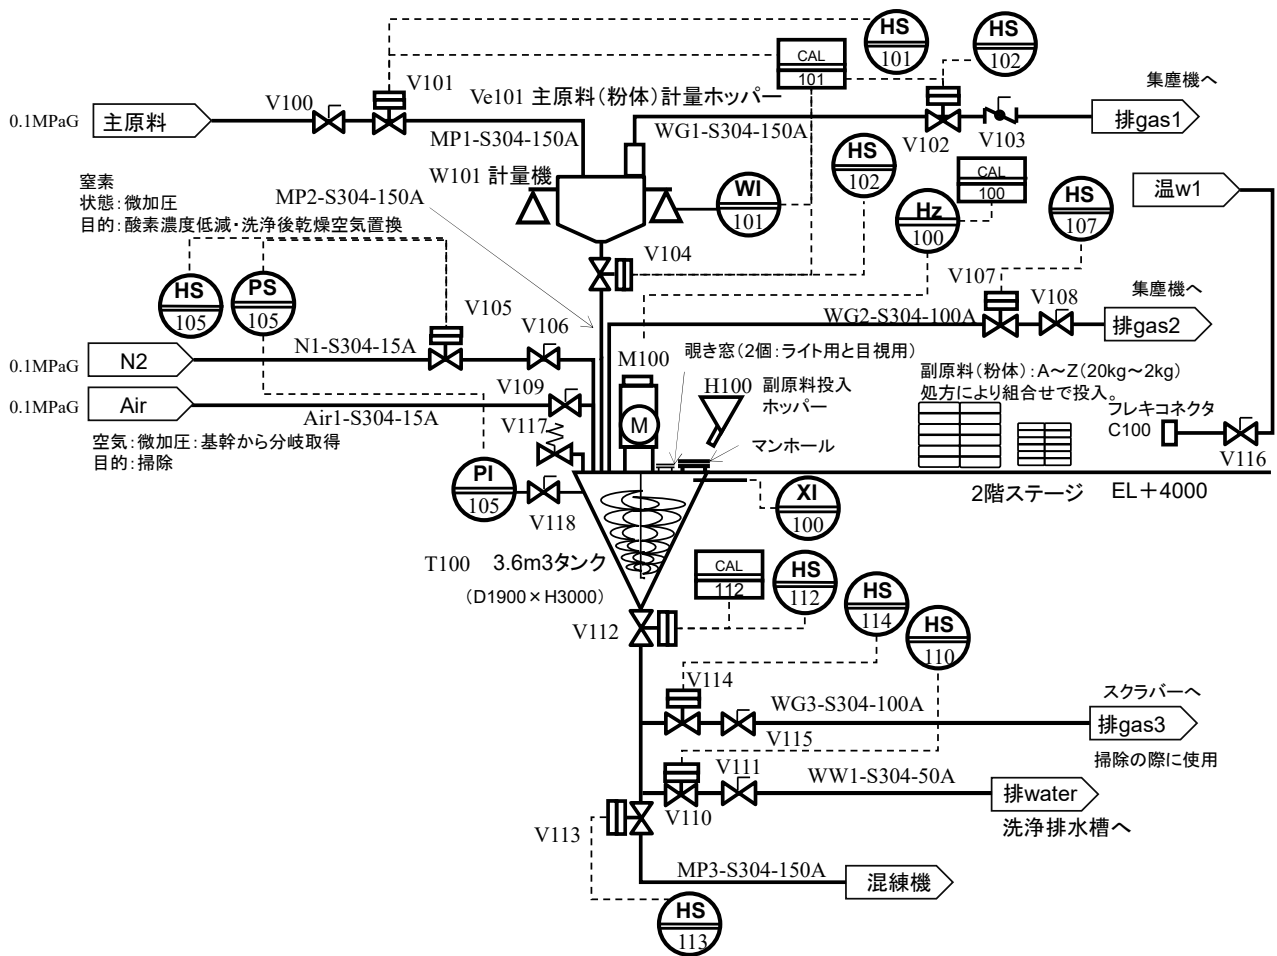 HS
101
CAL
101
HS
102
集塵機へ
V101
V100
Ve101 主原料(粉体)計量ホッパー
0.1MPaG
主原料
MP1-S304-150A
WG1-S304-150A
V102
V103
排gas1
HS
102
CAL
100
W101 計量機
WI
101
HS
107
温w1
窒素
状態:微加圧
目的:酸素濃度低減・洗浄後乾燥空気置換
MP2-S304-150A
Hz
100
V104
HS
105
PS
105
V105
V106
V107
V108
集塵機へ
WG2-S304-100A
排gas2
0.1MPaG
N2
N1-S304-15A
M100
覗き窓(2個:ライト用と目視用)
副原料(粉体):A~Z(20kg~2kg)
処方により組合せで投入。
V109
H100
副原料投入
ホッパー
0.1MPaG
Air
Air1-S304-15A
V117
M
フレキコネクタ
C100
空気:微加圧:基幹から分岐取得
目的:掃除
マンホール
V116
PI
105
V118
XI
100
2階ステージ
EL+4000
T100
3.6m3タンク
(D1900×H3000)
CAL
112
HS
112
HS
114
HS
110
V112
V114
WG3-S304-100A
スクラバーへ
排gas3
V115
掃除の際に使用
V111
WW1-S304-50A
排water
V110
洗浄排水槽へ
V113
MP3-S304-150A
混練機
HS
113